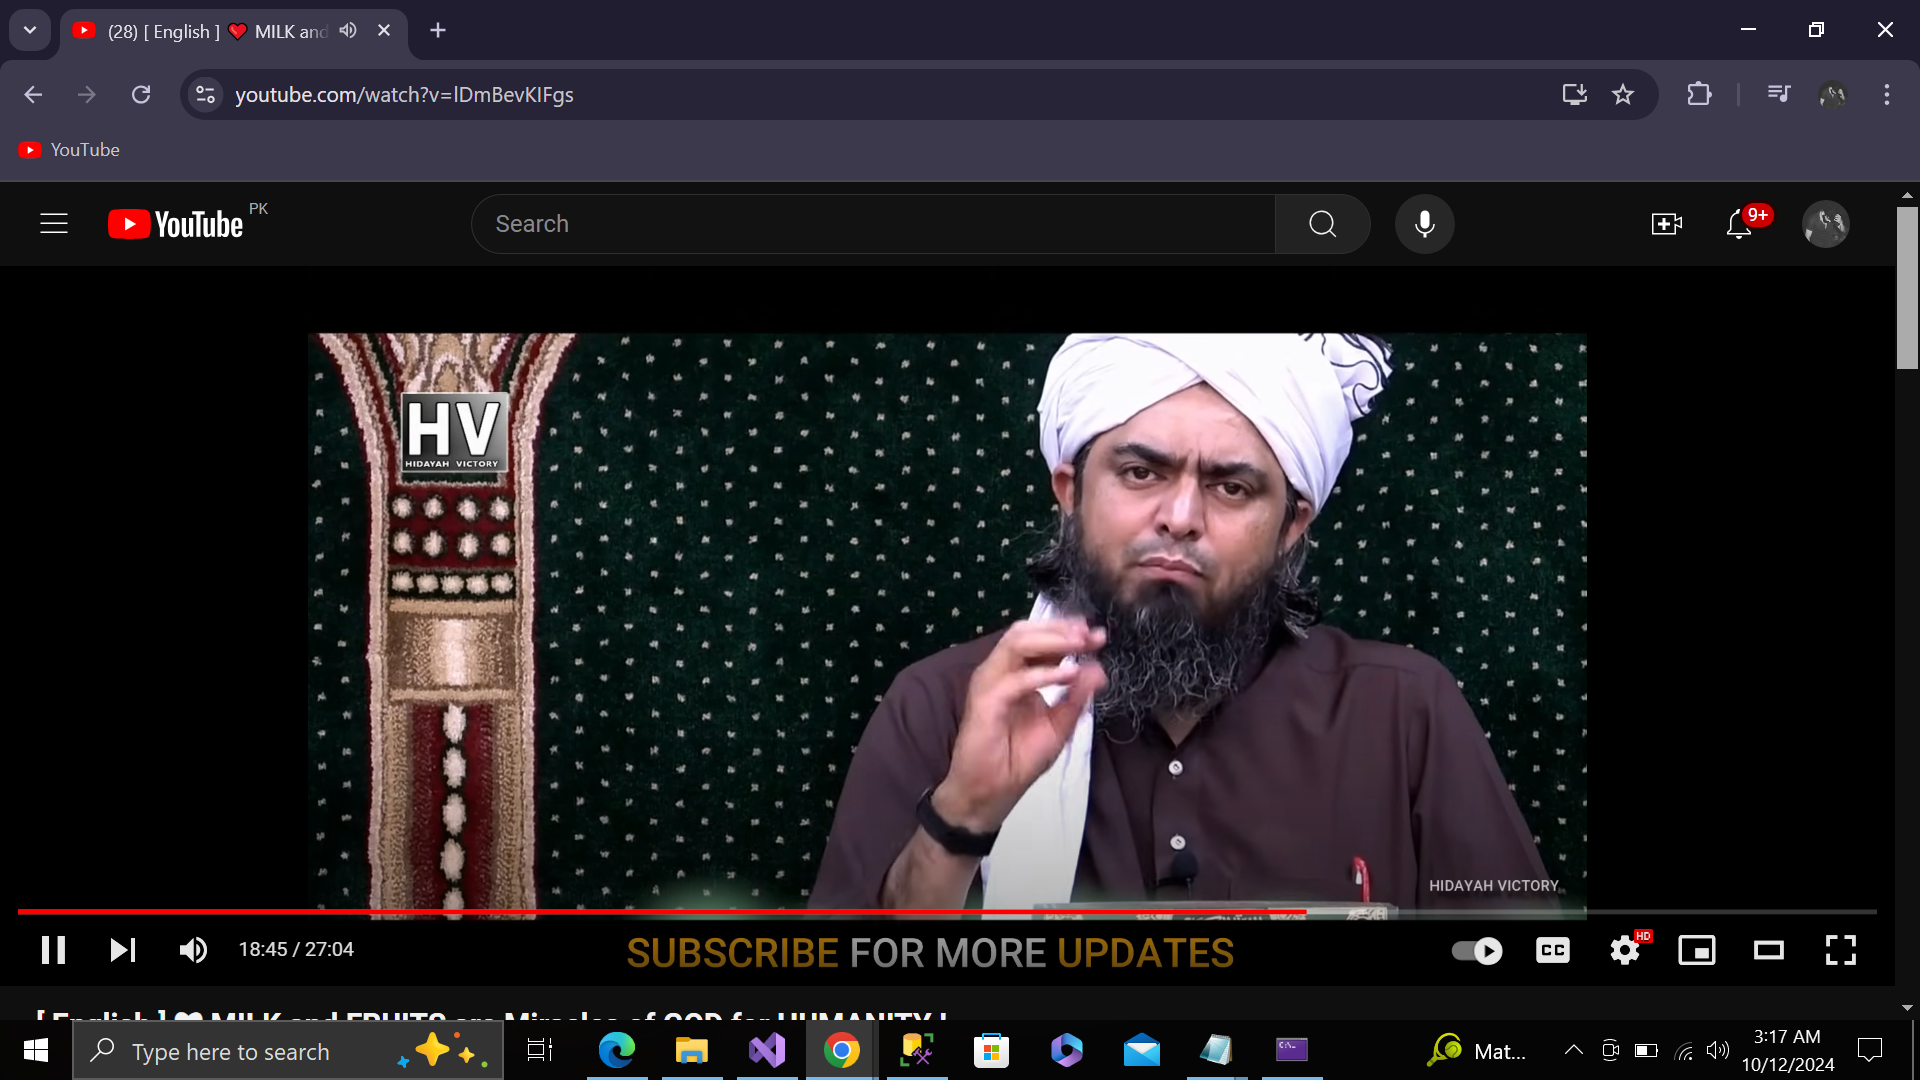 (28) [ English ] ❤️ MILK and
youtube.com/watch?v=lDmBevKIFgs
YouTube
YouTube PK
Search
9+
HV
HIDAYAH VICTORY
HIDAYAH VICTORY
18:45 / 27:04
SUBSCRIBE FOR MORE UPDATES
CC
HD
[ English ] ❤ MILK and FRUITS are Miracles of GOD for HUMANITY !
Type here to search
Mat...
3:17 AM
10/12/2024